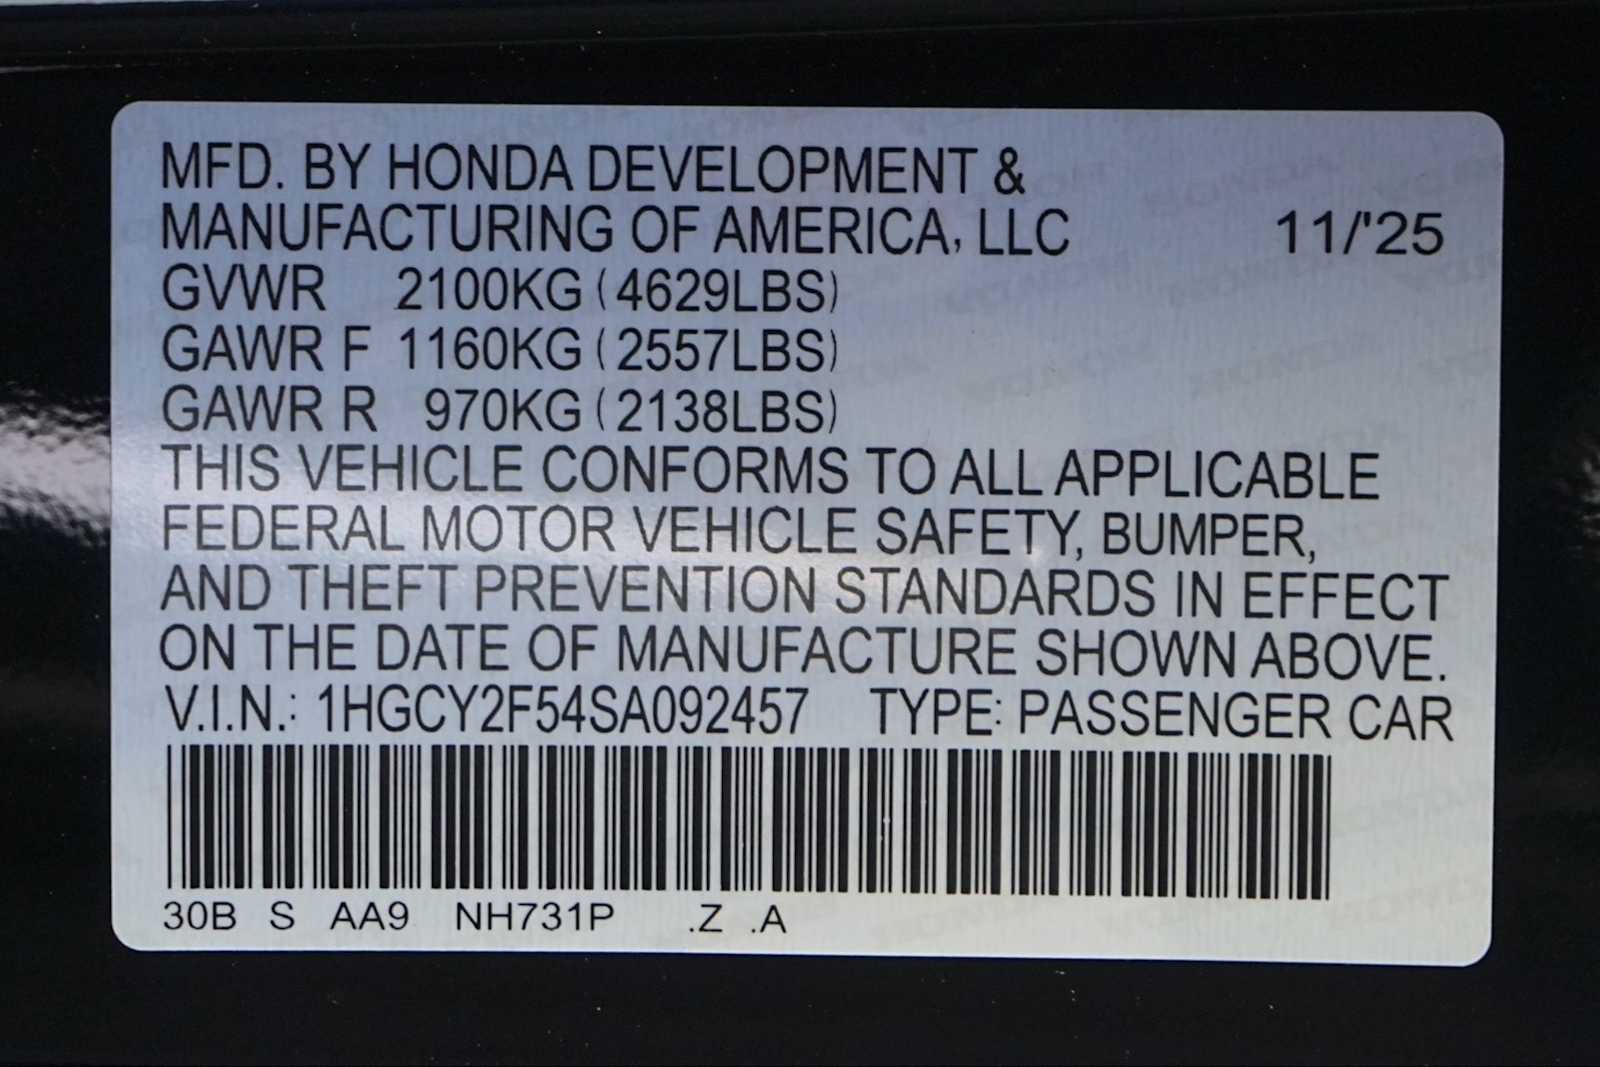 MFD. BY HONDA DEVELOPMENT &
MANUFACTURING OF AMERICA, LLC 11/'25
GVWR 2100KG (4629LBS)
GAWR F 1160KG (2557LBS)
GAWR R 970KG (2138LBS)
THIS VEHICLE CONFORMS TO ALL APPLICABLE
FEDERAL MOTOR VEHICLE SAFETY, BUMPER,
AND THEFT PREVENTION STANDARDS IN EFFECT
ON THE DATE OF MANUFACTURE SHOWN ABOVE.
V.I.N.: 1HGCY2F54SA092457 TYPE: PASSENGER CAR
30B S AA9 NH731P .Z .A